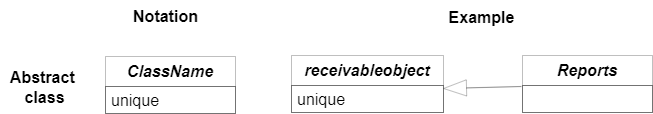 Notation Example
Abstract
class
ClassName
unique
receivableobject
unique
Reports